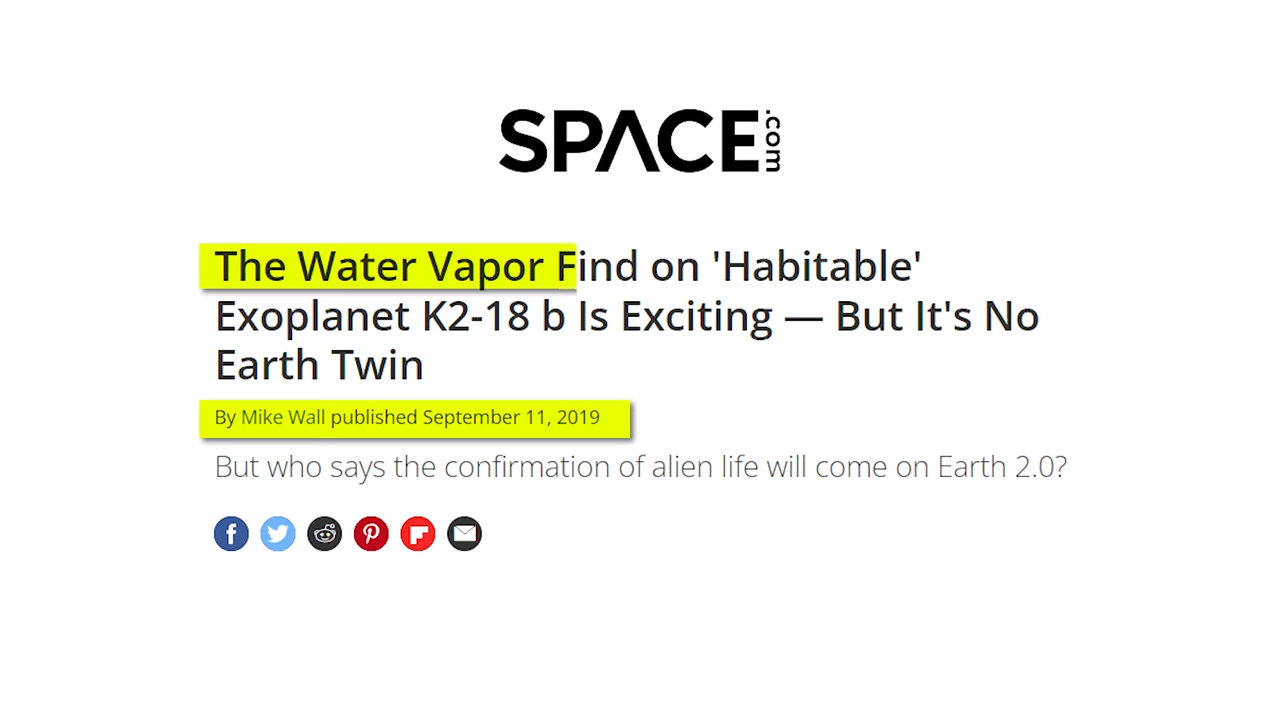 SPACE.com
The Water Vapor Find on 'Habitable'
Exoplanet K2-18 b Is Exciting — But It's No
Earth Twin
By Mike Wall published September 11, 2019
But who says the confirmation of alien life will come on Earth 2.0?